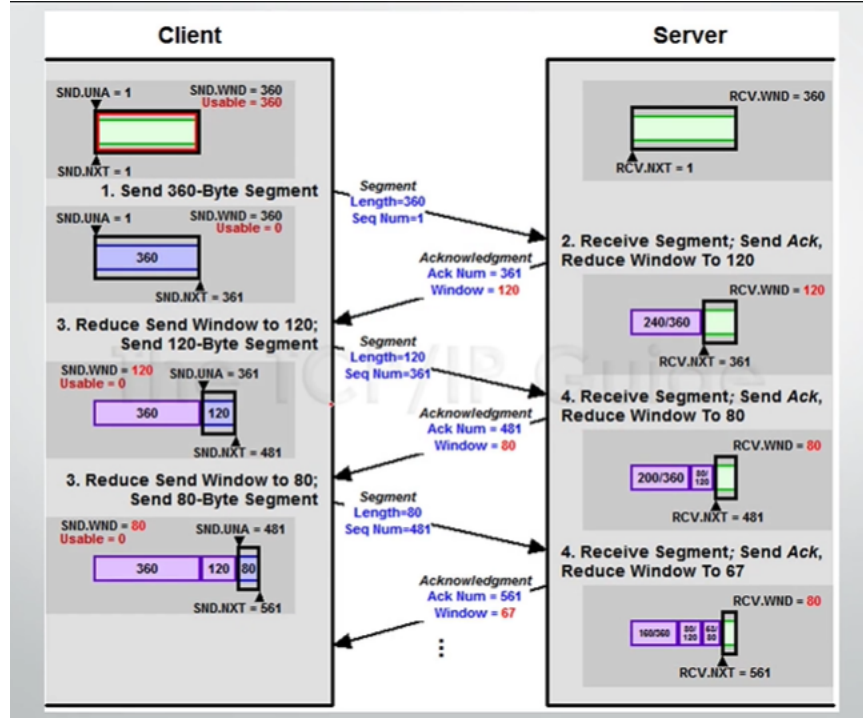 Client
Server
SND.UNA = 1
SND.WND = 360
Usable = 360
SND.NXT = 1
RCV.WND = 360
RCV.NXT = 1
1. Send 360-Byte Segment
Segment
Length=360
Seq Num=1
SND.UNA = 1
SND.WND = 360
Usable = 0
360
SND.NXT = 361
2. Receive Segment; Send Ack,
Reduce Window To 120
Acknowledgment
Ack Num = 361
Window = 120
RCV.WND = 120
240/360
RCV.NXT = 361
3. Reduce Send Window to 120;
Send 120-Byte Segment
Segment
Length=120
Seq Num=361
The TCP/IP Guide
SND.WND = 120
Usable = 0
SND.UNA = 361
360
120
SND.NXT = 481
4. Receive Segment; Send Ack,
Reduce Window To 80
Acknowledgment
Ack Num = 481
Window = 80
RCV.WND = 80
200/360
80/
120
RCV.NXT = 481
3. Reduce Send Window to 80;
Send 80-Byte Segment
Segment
Length=80
Seq Num=481
SND.WND = 80
Usable = 0
SND.UNA = 481
360
120
80
SND.NXT = 561
4. Receive Segment; Send Ack,
Reduce Window To 67
Acknowledgment
Ack Num = 561
Window = 67
RCV.WND = 80
160/360
80/
120
80
RCV.NXT = 561